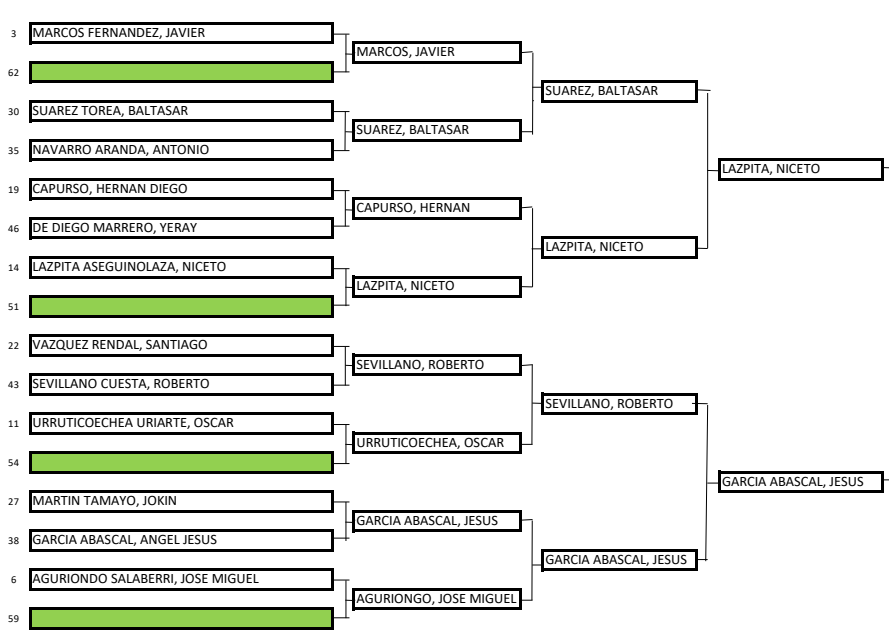 3 MARCOS FERNANDEZ, JAVIER
MARCOS, JAVIER
62
SUAREZ, BALTASAR
30 SUAREZ TOREA, BALTASAR
SUAREZ, BALTASAR
35 NAVARRO ARANDA, ANTONIO
LAZPITA, NICETO
19 CAPURSO, HERNAN DIEGO
CAPURSO, HERNAN
46 DE DIEGO MARRERO, YERAY
LAZPITA, NICETO
14 LAZPITA ASEGUINOLAZA, NICETO
LAZPITA, NICETO
51
22 VAZQUEZ RENDAL, SANTIAGO
SEVILLANO, ROBERTO
43 SEVILLANO CUESTA, ROBERTO
SEVILLANO, ROBERTO
11 URRUTICOECHEA URIARTE, OSCAR
URRUTICOECHEA, OSCAR
54
GARCIA ABASCAL, JESUS
27 MARTIN TAMAYO, JOKIN
GARCIA ABASCAL, JESUS
38 GARCIA ABASCAL, ANGEL JESUS
GARCIA ABASCAL, JESUS
6 AGURIONDO SALABERRI, JOSE MIGUEL
AGURIONGO, JOSE MIGUEL
59